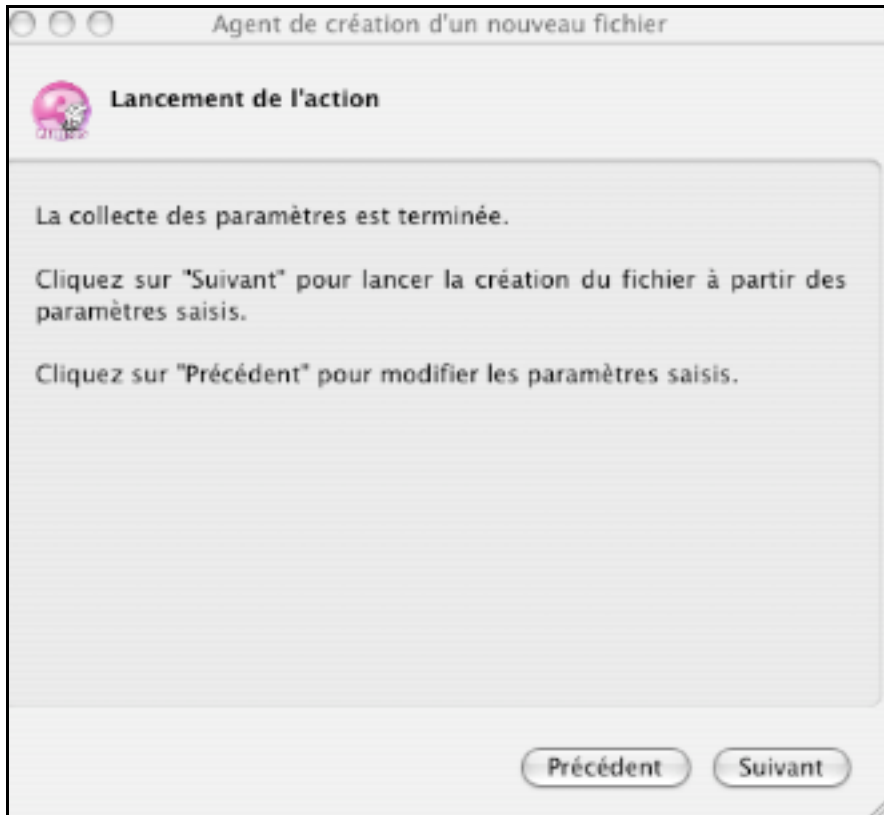 Agent de création d'un nouveau fichier
Lancement de l'action
La collecte des paramètres est terminée.
Cliquez sur "Suivant" pour lancer la création du fichier à partir des
paramètres saisis.
Cliquez sur "Précédent" pour modifier les paramètres saisis.
Précédent
Suivant